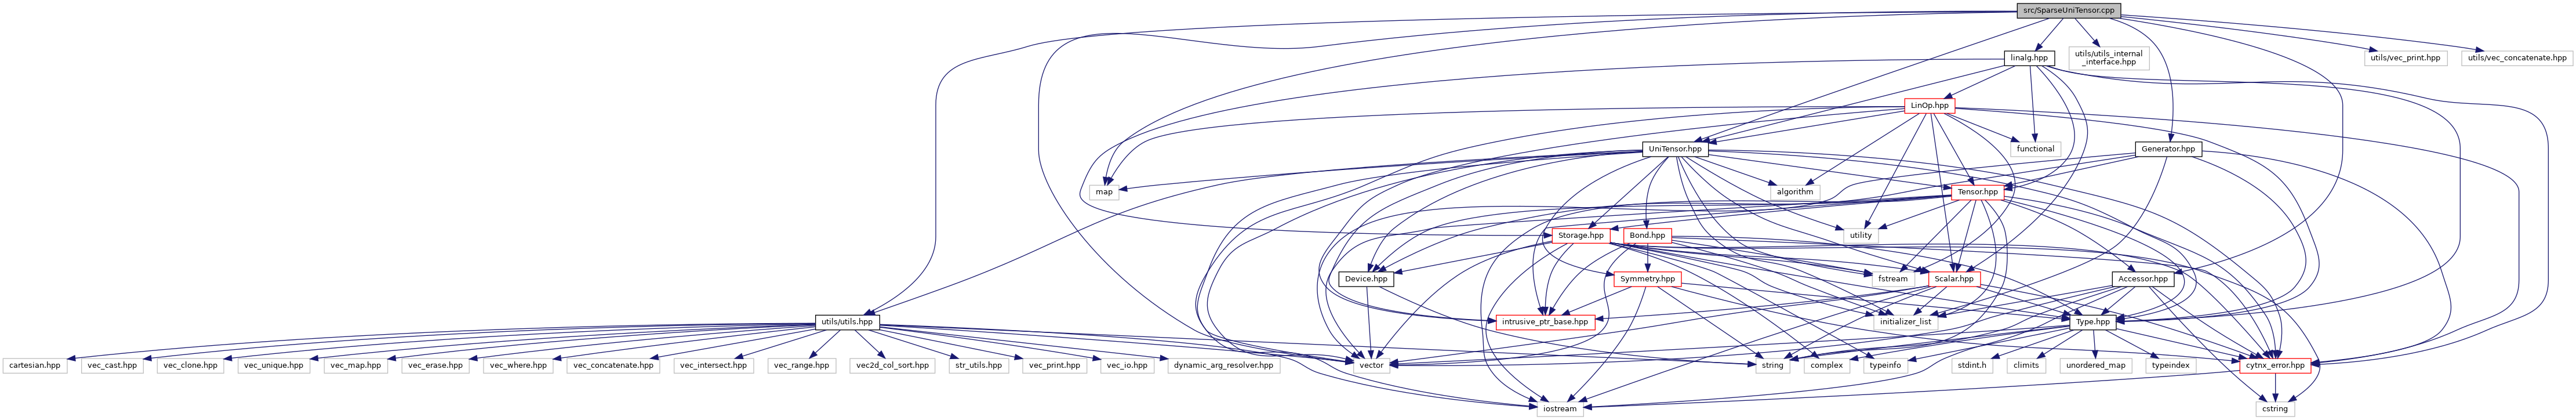 src/SparseUniTensor.cpp
linalg.hpp
utils/utils_internal
_interface.hpp
utils/vec_print.hpp
utils/vec_concatenate.hpp
LinOp.hpp
UniTensor.hpp
functional
Generator.hpp
map
algorithm
Tensor.hpp
Storage.hpp
Bond.hpp
utility
Device.hpp
Symmetry.hpp
fstream
Scalar.hpp
Accessor.hpp
utils/utils.hpp
intrusive_ptr_base.hpp
initializer_list
Type.hpp
cartesian.hpp
vec_cast.hpp
vec_clone.hpp
vec_unique.hpp
vec_map.hpp
vec_erase.hpp
vec_where.hpp
vec_concatenate.hpp
vec_intersect.hpp
vec_range.hpp
vec2d_col_sort.hpp
str_utils.hpp
vec_print.hpp
vec_io.hpp
dynamic_arg_resolver.hpp
vector
string
complex
typeinfo
stdint.h
climits
unordered_map
typeindex
cytnx_error.hpp
iostream
cstring